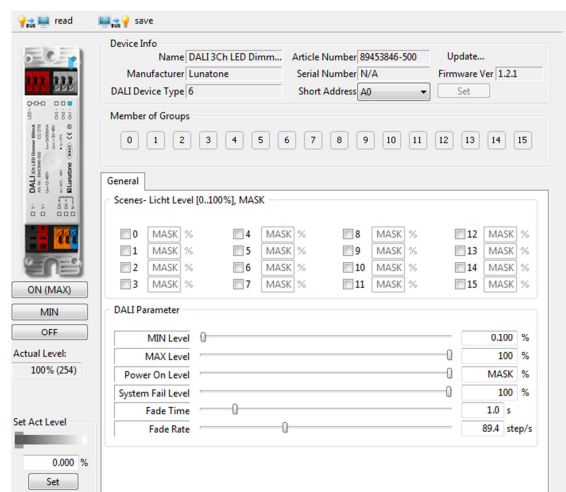 read save
Device Info
Name DALI 3Ch LED Dimm... Article Number 89453846-500 Update...
Manufacturer Lunatone Serial Number N/A Firmware Ver 1.2.1
DALI Device Type 6 Short Address A0 Set
Member of Groups
0 1 2 3 4 5 6 7 8 9 10 11 12 13 14 15
General
Scenes- Licht Level [0..100%], MASK
0 MASK % 4 MASK % 8 MASK % 12 MASK %
1 MASK % 5 MASK % 9 MASK % 13 MASK %
2 MASK % 6 MASK % 10 MASK % 14 MASK %
3 MASK % 7 MASK % 11 MASK % 15 MASK %
DALI Parameter
MIN Level 0.100 %
MAX Level 100 %
Power On Level MASK %
System Fail Level 100 %
Fade Time 1.0 s
Fade Rate 89.4 step/s
DALI 3Ch LED Dimmer 500mA
Lunatone
ON (MAX)
MIN
OFF
Actual Level:
100% (254)
Set Act Level
0.000 %
Set